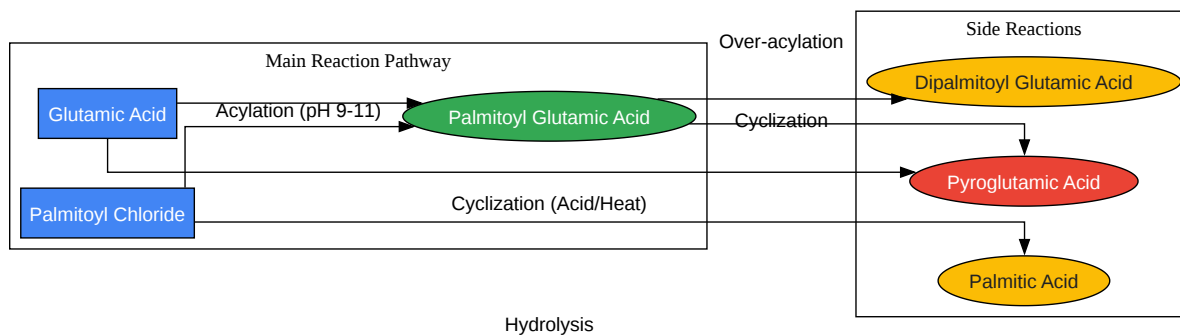 Side Reactions
Over-acylation
Main Reaction Pathway
Dipalmitoyl Glutamic Acid
Glutamic Acid
Acylation (pH 9-11)
Palmitoyl Glutamic Acid
Cyclization
Pyroglutamic Acid
Palmitoyl Chloride
Cyclization (Acid/Heat)
Palmitic Acid
Hydrolysis